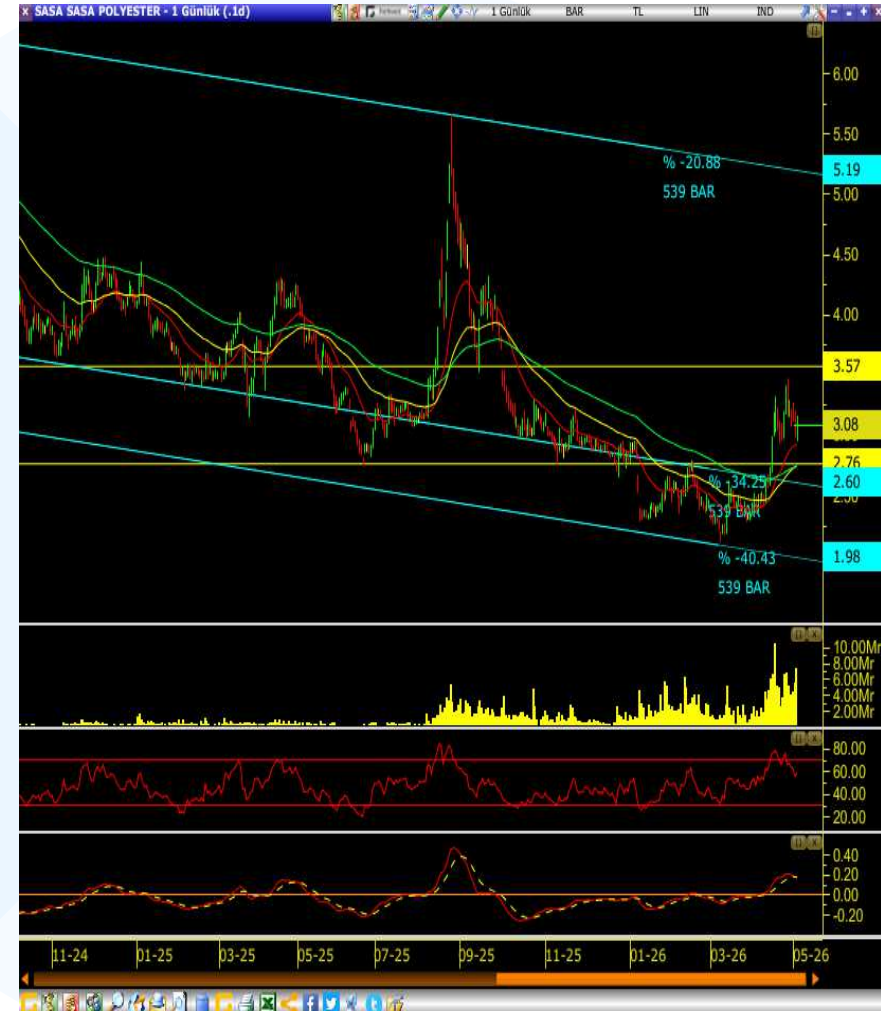 SASA SASA POLYESTER - 1 Günlük (.1d)
1 Günlük BAR TL LIN IND
6.00
5.50
5.19
5.00
4.50
4.00
3.57
3.08
2.76
2.60
2.50
1.98
% -20.88
539 BAR
% -34.25
539 BAR
% -40.43
539 BAR
10.00Mr
8.00Mr
6.00Mr
4.00Mr
2.00Mr
80.00
60.00
40.00
20.00
0.40
0.20
0.00
-0.20
11-24 01-25 03-25 05-25 07-25 09-25 11-25 01-26 03-26 05-26